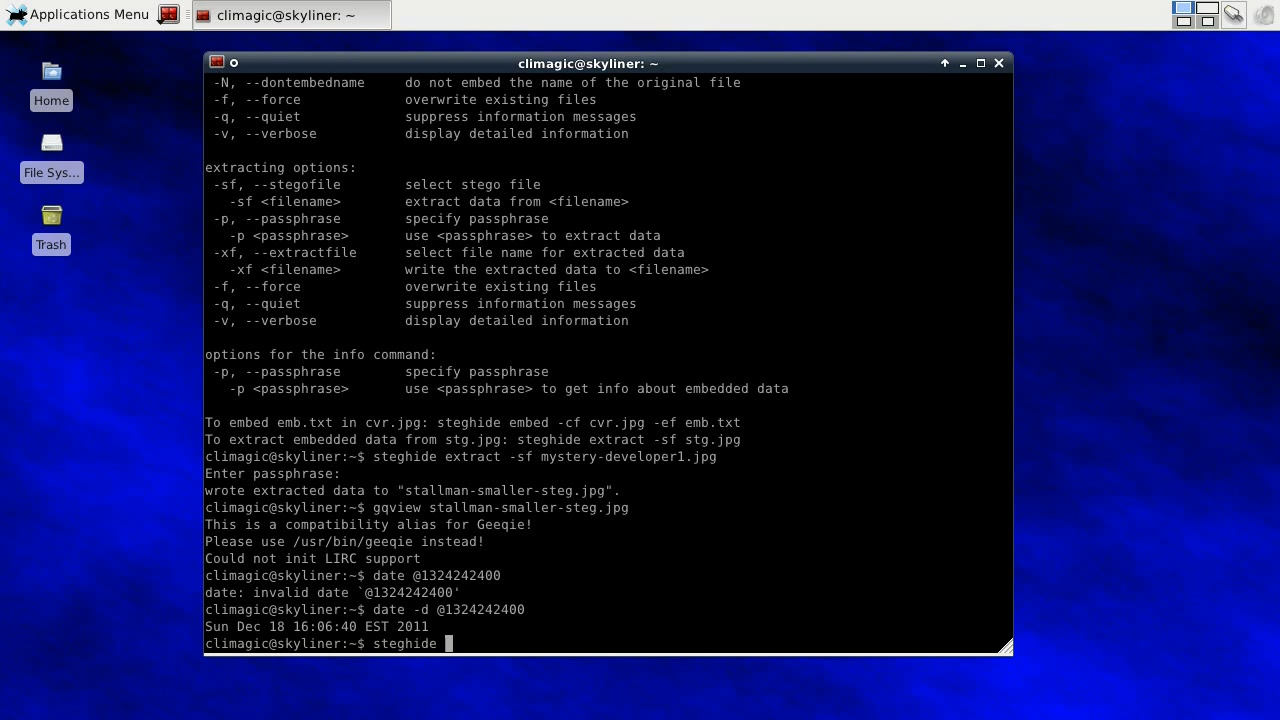 Applications Menu
climagic@skyliner: ~
Home
File Sys...
Trash
climagic@skyliner: ~
-N, --dontembedname     do not embed the name of the original file
-f, --force             overwrite existing files
-q, --quiet             suppress information messages
-v, --verbose           display detailed information
extracting options:
-sf, --stegofile        select stego file
-sf <filename>        extract data from <filename>
-p, --passphrase        specify passphrase
-p <passphrase>       use <passphrase> to extract data
-xf, --extractfile      select file name for extracted data
-xf <filename>        write the extracted data to <filename>
-f, --force             overwrite existing files
-q, --quiet             suppress information messages
-v, --verbose           display detailed information
options for the info command:
-p, --passphrase        specify passphrase
-p <passphrase>       use <passphrase> to get info about embedded data
To embed emb.txt in cvr.jpg: steghide embed -cf cvr.jpg -ef emb.txt
To extract embedded data from stg.jpg: steghide extract -sf stg.jpg
climagic@skyliner:~$ steghide extract -sf mystery-developer1.jpg
Enter passphrase:
wrote extracted data to "stallman-smaller-steg.jpg".
climagic@skyliner:~$ gqview stallman-smaller-steg.jpg
This is a compatibility alias for Geeqie!
Please use /usr/bin/geeqie instead!
Could not init LIRC support
climagic@skyliner:~$ date @1324242400
date: invalid date `@1324242400'
climagic@skyliner:~$ date -d @1324242400
Sun Dec 18 16:06:40 EST 2011
climagic@skyliner:~$ steghide